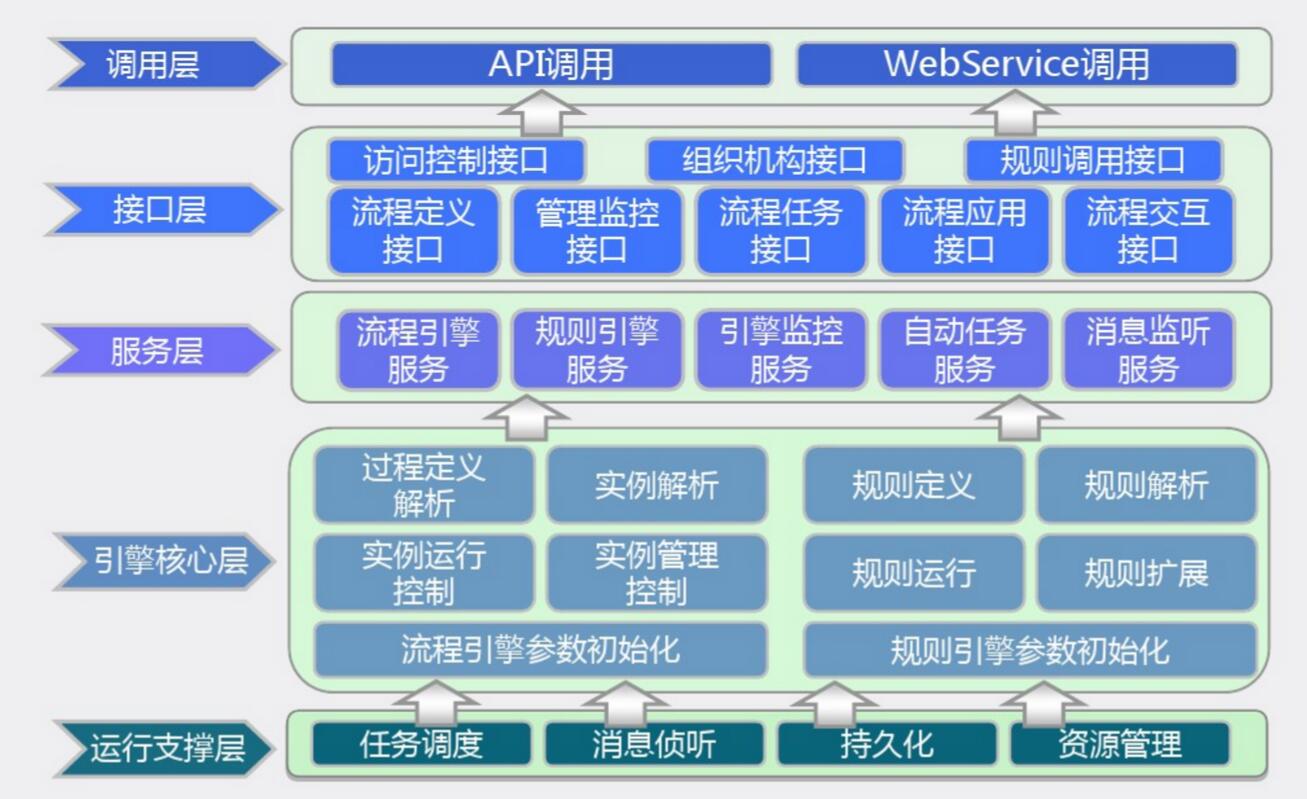 调用层
API调用
WebService调用
接口层
访问控制接口
组织机构接口
规则调用接口
流程定义
接口
管理监控
接口
流程任务
接口
流程应用
接口
流程交互
接口
服务层
流程引擎
服务
规则引擎
服务
引擎监控
服务
自动任务
服务
消息监听
服务
引擎核心层
过程定义
解析
实例解析
规则定义
规则解析
实例运行
控制
实例管理
控制
规则运行
规则扩展
流程引擎参数初始化
规则引擎参数初始化
运行支撑层
任务调度
消息侦听
持久化
资源管理